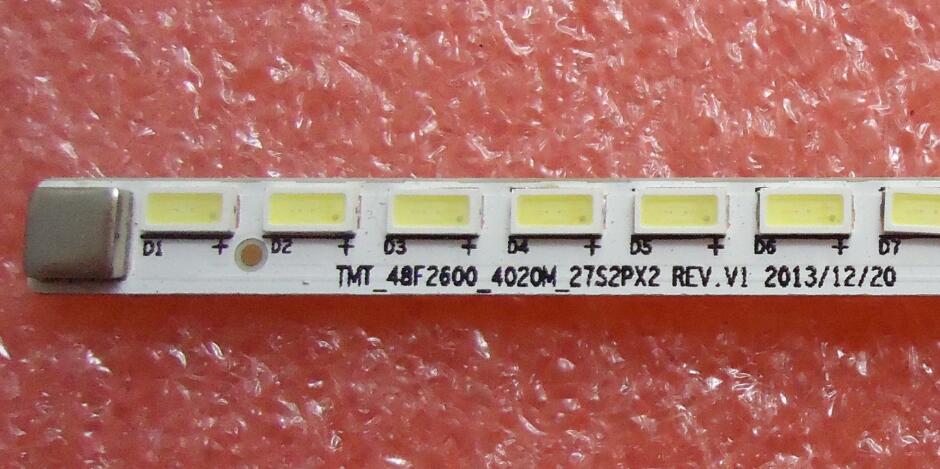 D1 + D2 + D3 + D4 + D5 + D6 + D7
TMT_48F2600_4020M_27S2PX2 REV.V1 2013/12/20